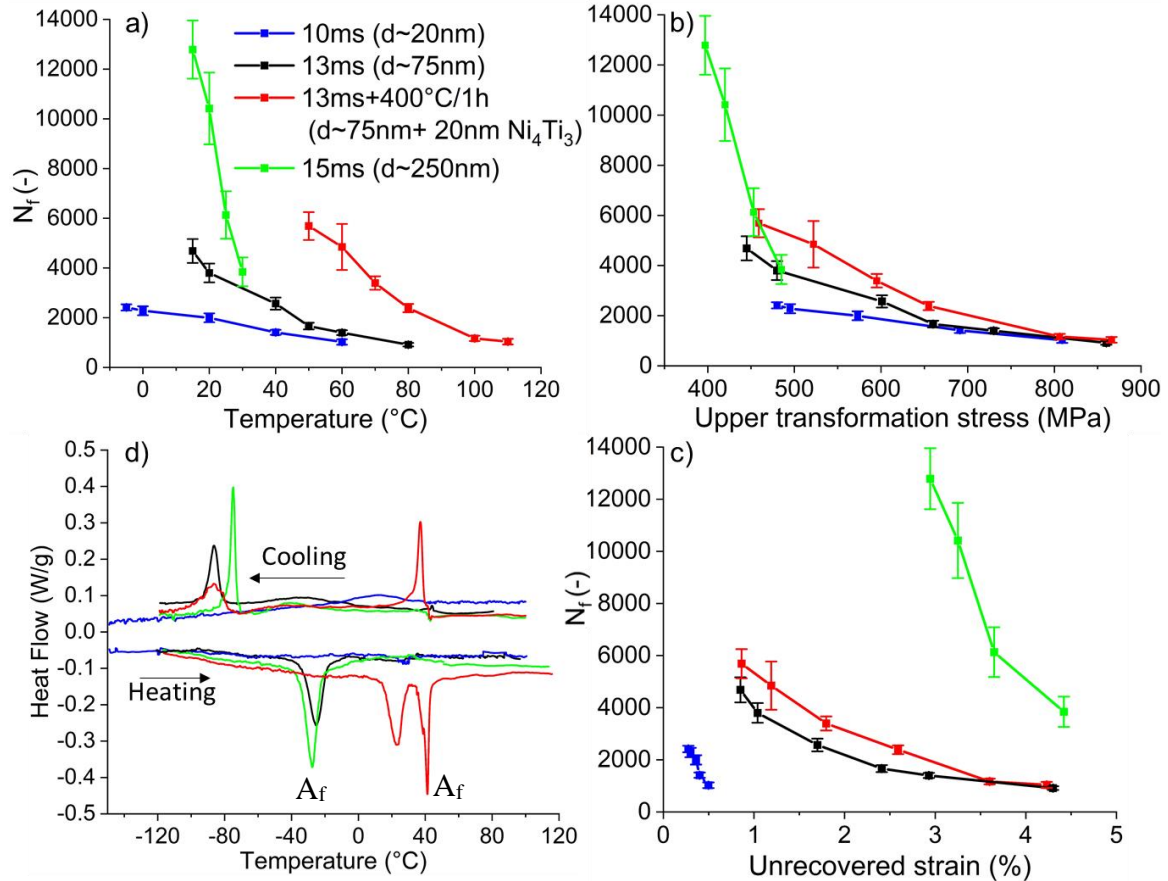 a)
14000
12000
10000
8000
6000
4000
2000
0
N_f (-)
10ms (d~20nm)
13ms (d~75nm)
13ms+400°C/1h
(d~75nm+ 20nm Ni₄Ti₃)
15ms (d~250nm)
0 20 40 60 80 100 120
Temperature (°C)
b)
14000
12000
10000
8000
6000
4000
2000
0
400 500 600 700 800 900
Upper transformation stress (MPa)
d)
0.5
0.4
0.3
0.2
0.1
0.0
-0.1
-0.2
-0.3
-0.4
-0.5
Heat Flow (W/g)
Cooling
Heating
A_f
A_f
-120 -80 -40 0 40 80 120
Temperature (°C)
c)
14000
12000
10000
8000
6000
4000
2000
0
N_f (-)
0 1 2 3 4 5
Unrecovered strain (%)